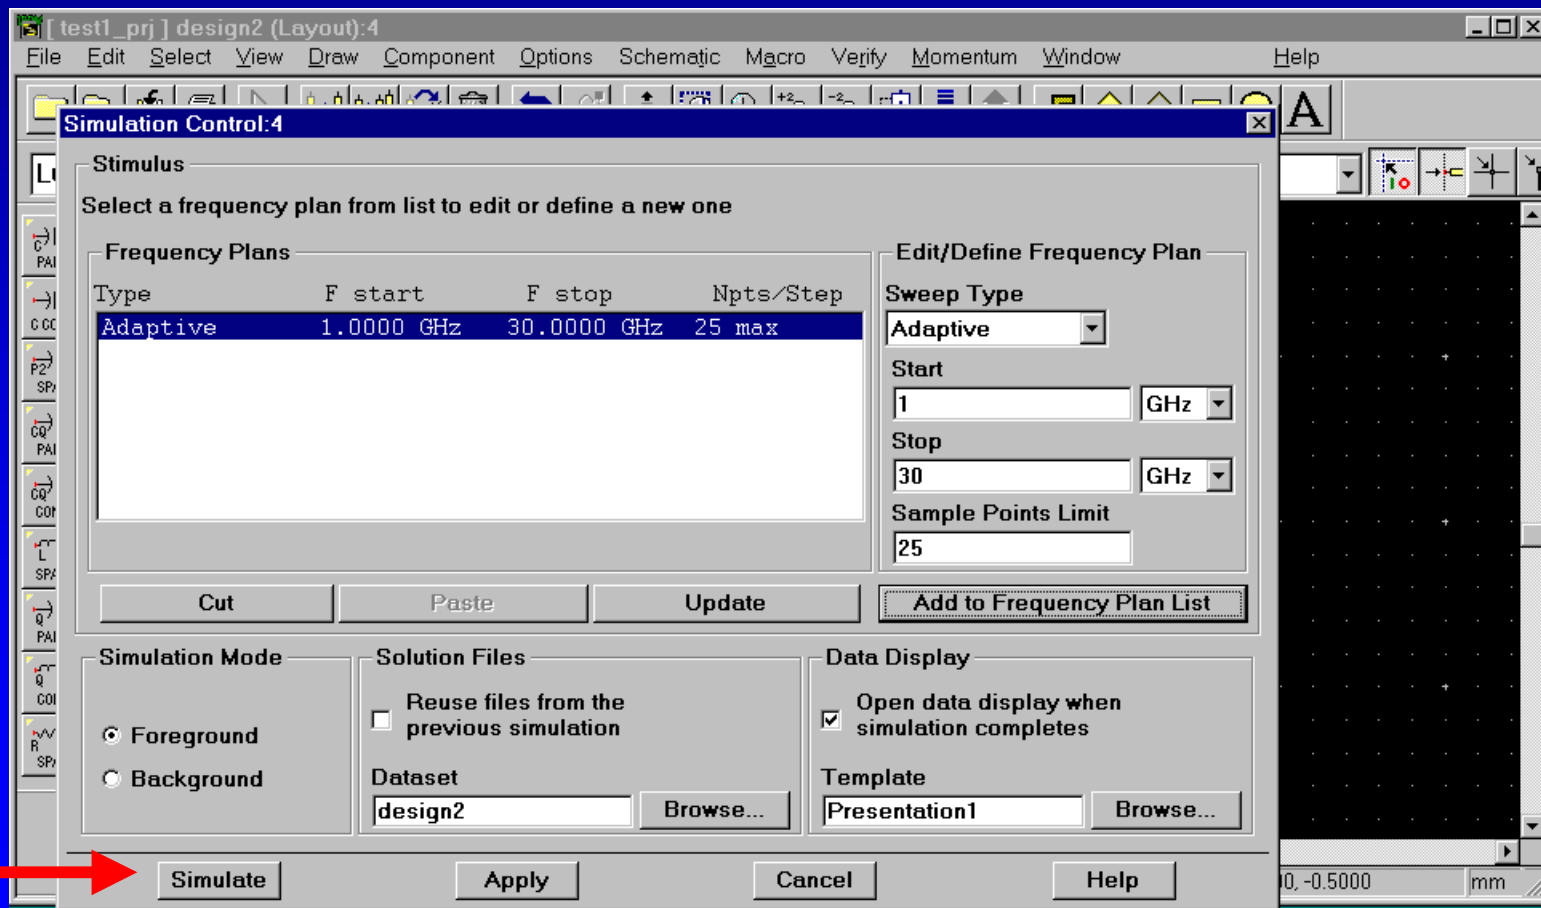 [ test1_prj ] design2 (Layout):4
File Edit Select View Draw Component Options Schematic Macro Verify Momentum Window Help
A
Simulation Control:4
Stimulus
Select a frequency plan from list to edit or define a new one
Frequency Plans
Type F start F stop Npts/Step
Adaptive 1.0000 GHz 30.0000 GHz 25 max
Edit/Define Frequency Plan
Sweep Type
Adaptive
Start
1 GHz
Stop
30 GHz
Sample Points Limit
25
Cut Paste Update Add to Frequency Plan List
Simulation Mode
Foreground
Background
Solution Files
Reuse files from the
previous simulation
Dataset
design2 Browse...
Data Display
Open data display when
simulation completes
Template
Presentation1 Browse...
Simulate Apply Cancel Help
-0.5000 mm